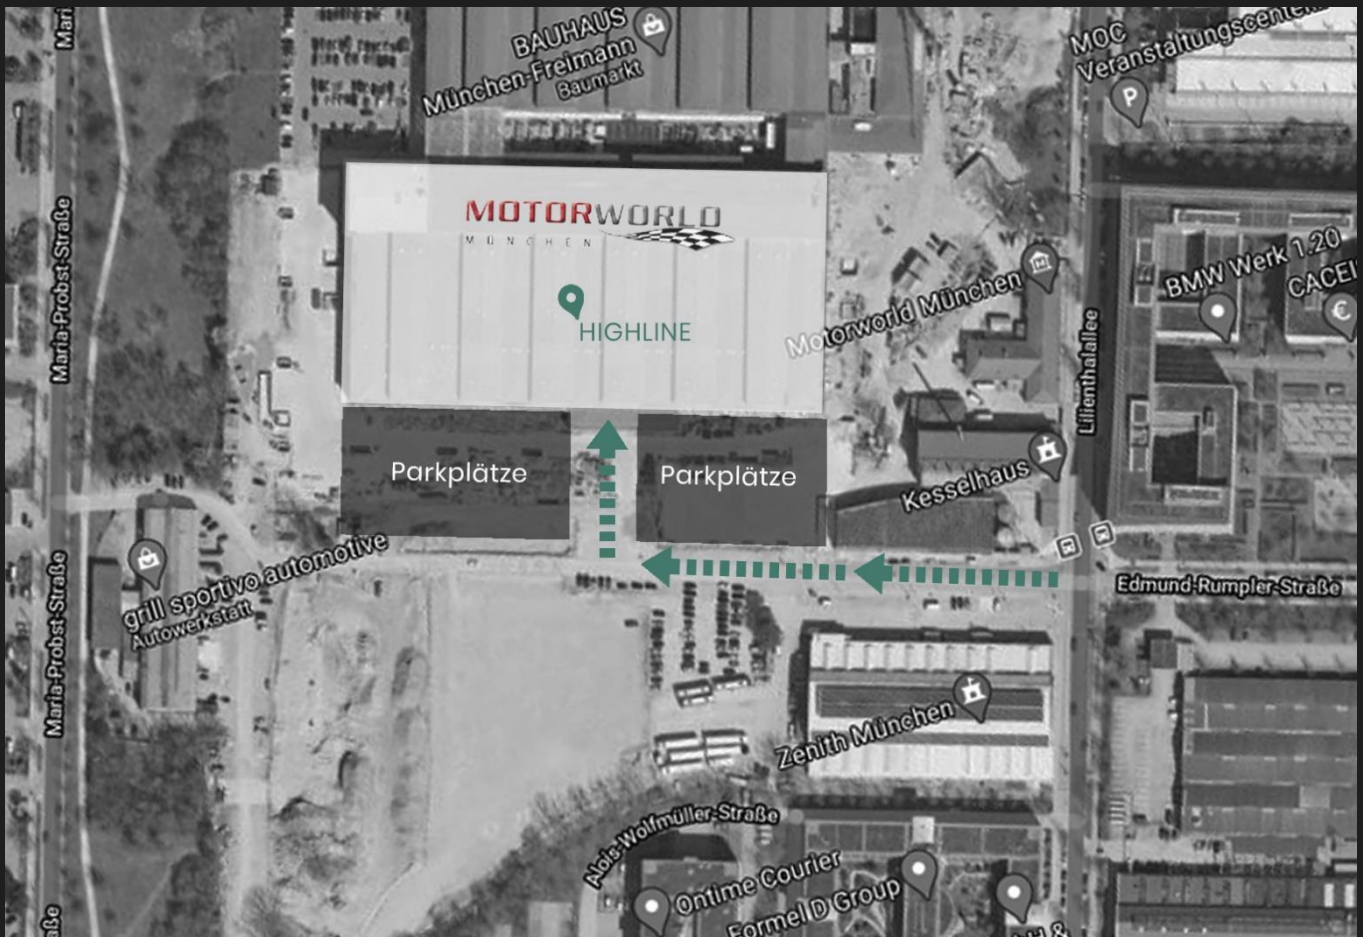 BAUHAUS
München-Freimann
Baumarkt
MOC
Veranstaltungscenter
Maria-Probst-Straße
MOTORWORLD
MÜNCHEN
HIGHLINE
Motorworld München
BMW Werk 1.20
Lilienthalallee
Parkplätze
Parkplätze
Kesselhaus
grill sportivo automotive
Autowerkstatt
Edmund-Rumpler-Straße
Maria-Probst-Straße
Zenith München
Alois-Wolfmüller-Straße
Ontime Courier
Formel D Group